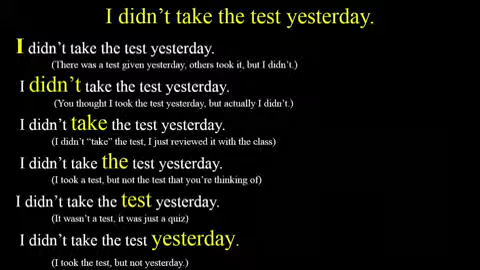 I didn't take the test yesterday.
I didn't take the test yesterday.
(There was a test given yesterday, others took it, but I didn't.)
I didn't take the test yesterday.
(You thought I took the test yesterday, but actually I didn't.)
I didn't take the test yesterday.
(I didn't “take” the test, I just reviewed it with the class)
I didn't take the test yesterday.
(I took a test, but not the test that you're thinking of)
I didn't take the test yesterday.
(It wasn't a test, it was just a quiz)
I didn't take the test yesterday.
(I took the test, but not yesterday.)